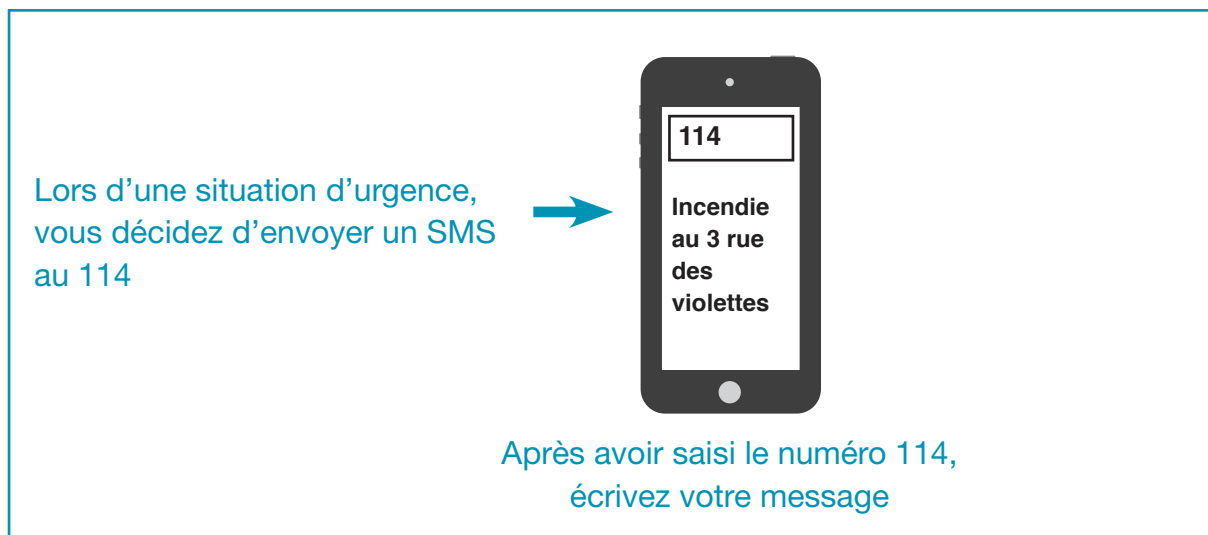 Lors d’une situation d’urgence,
vous décidez d’envoyer un SMS
au 114
114
Incendie
au 3 rue
des
violettes
Après avoir saisi le numéro 114,
écrivez votre message